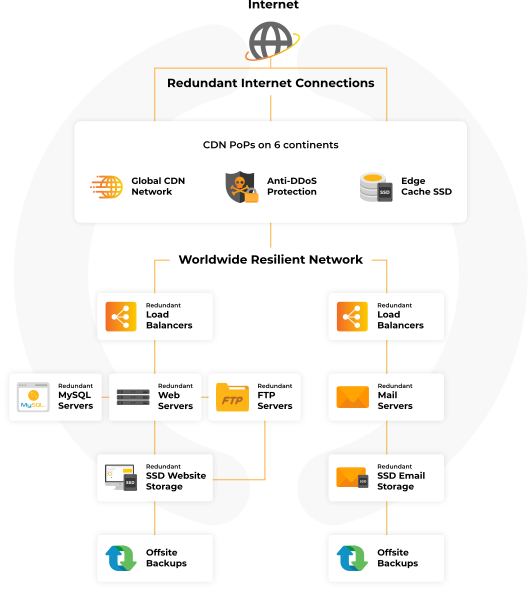 Internet
Redundant Internet Connections
CDN PoPs on 6 continents
Global CDN
Network
Anti-DDoS
Protection
SSD
Edge
Cache SSD
Worldwide Resilient Network
Redundant
Load
Balancers
Redundant
Load
Balancers
MySQL
Redundant
MySQL
Servers
Redundant
Web
Servers
FTP
Redundant
FTP
Servers
Redundant
Mail
Servers
SSD
Redundant
SSD Website
Storage
SSD
Redundant
SSD Email
Storage
Offsite
Backups
Offsite
Backups